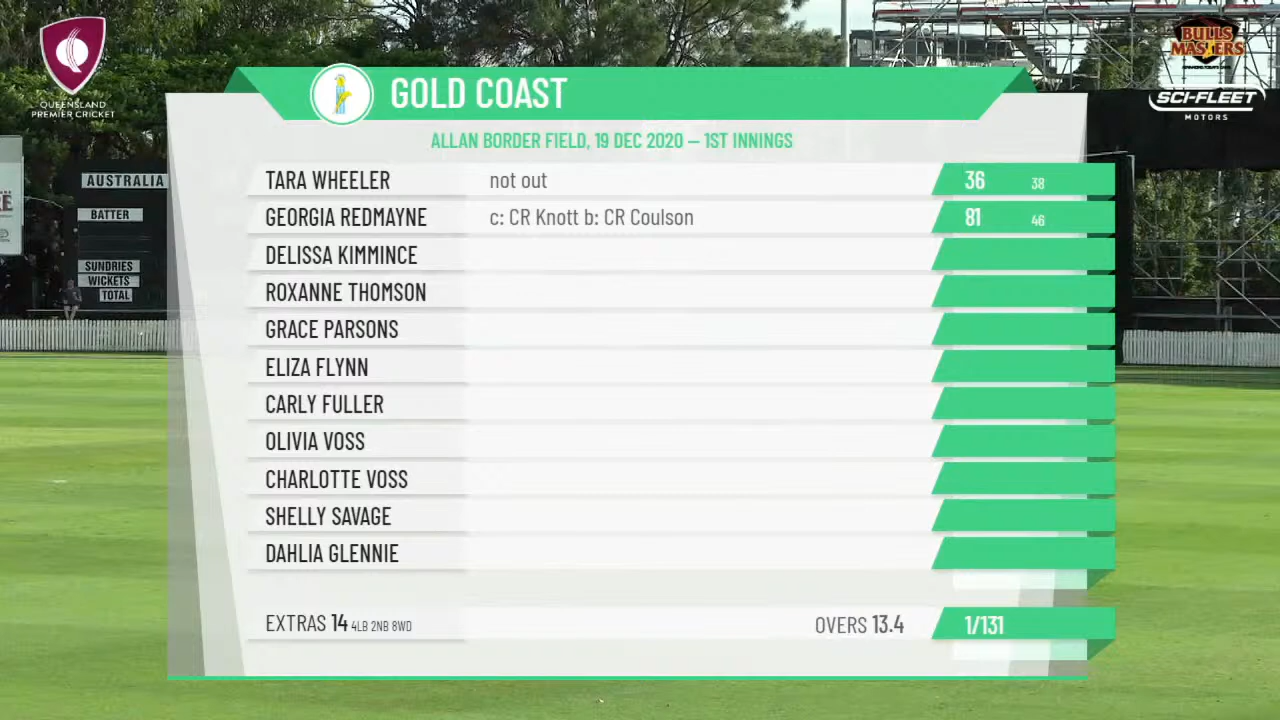 QUEENSLAND
PREMIER CRICKET
BULLS
MASTERS
SCI-FLEET
MOTORS
GOLD COAST
ALLAN BORDER FIELD, 19 DEC 2020 – 1ST INNINGS
AUSTRALIA
BATTER
SUNDRIES
WICKETS
TOTAL
TARA WHEELER not out 36 38
GEORGIA REDMAYNE c: CR Knott b: CR Coulson 81 46
DELISSA KIMMINCE
ROXANNE THOMSON
GRACE PARSONS
ELIZA FLYNN
CARLY FULLER
OLIVIA VOSS
CHARLOTTE VOSS
SHELLY SAVAGE
DAHLIA GLENNIE
EXTRAS 14 4LB 2NB 8WD OVERS 13.4 1/131